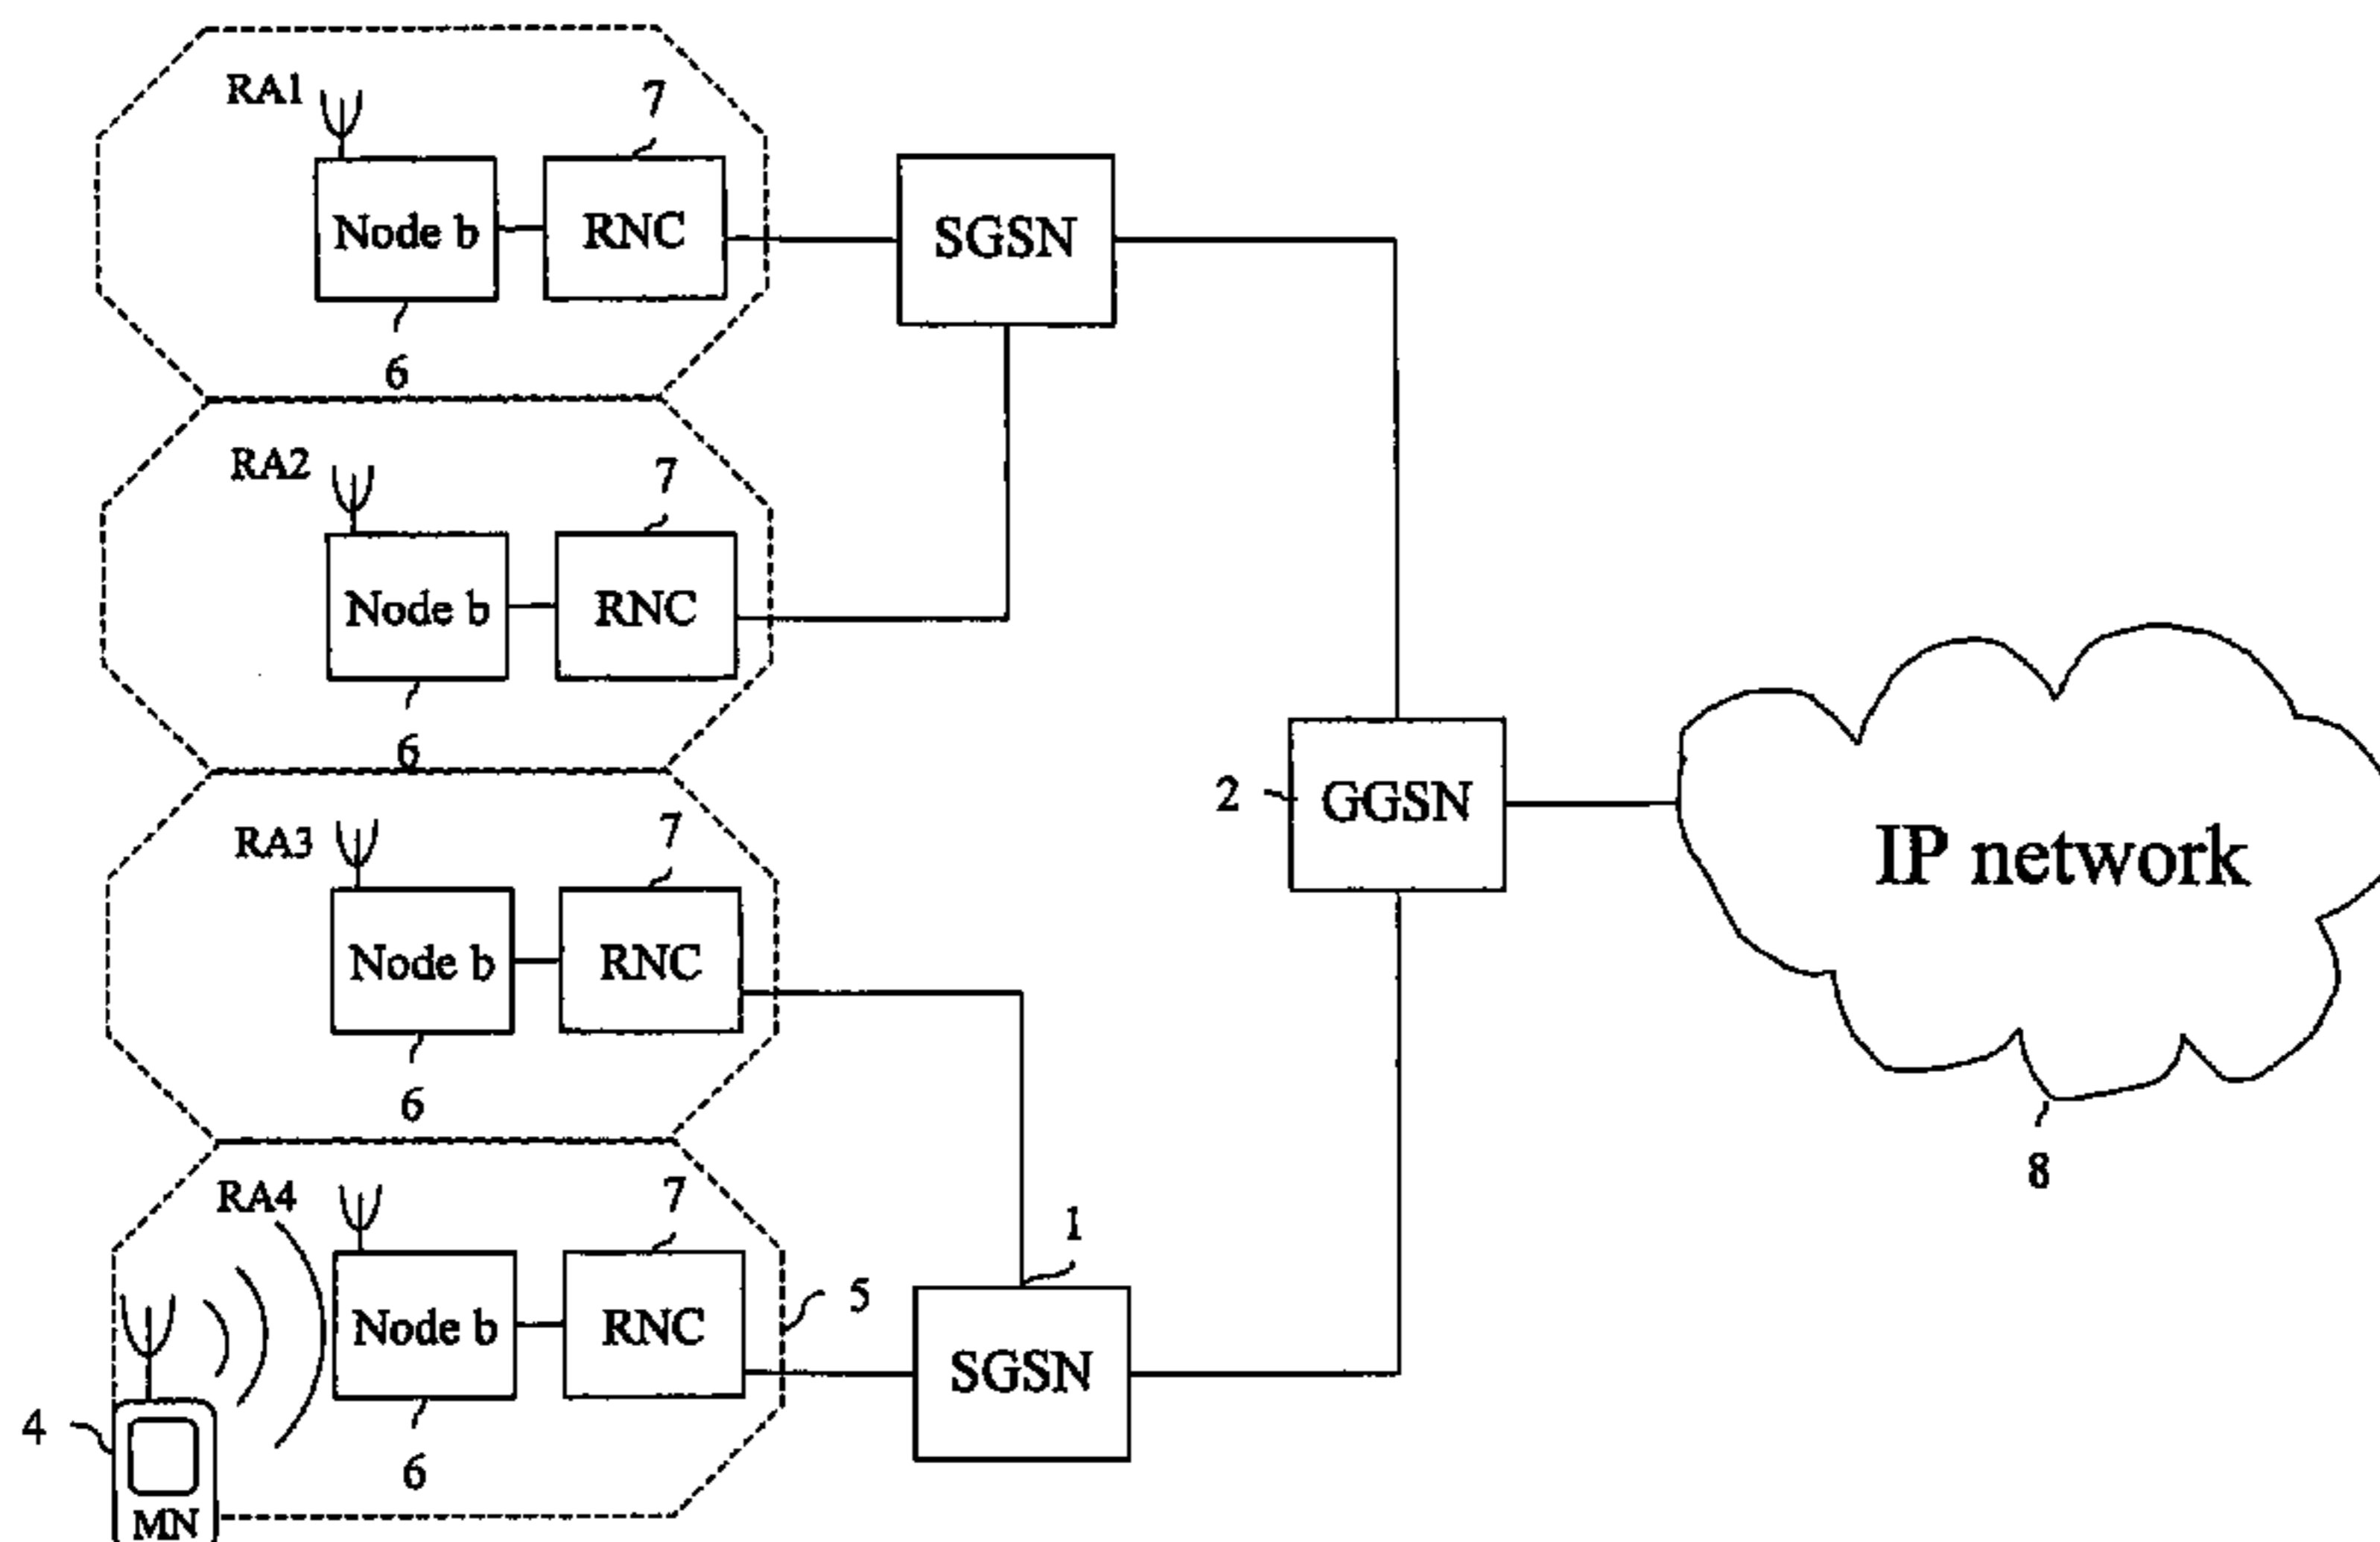 RA1
7
Node b
RNC
SGSN
6
RA2
7
Node b
RNC
6
RA3
7
Node b
RNC
6
2
GGSN
IP network
8
RA4
7
1
5
Node b
RNC
SGSN
4
6
MN